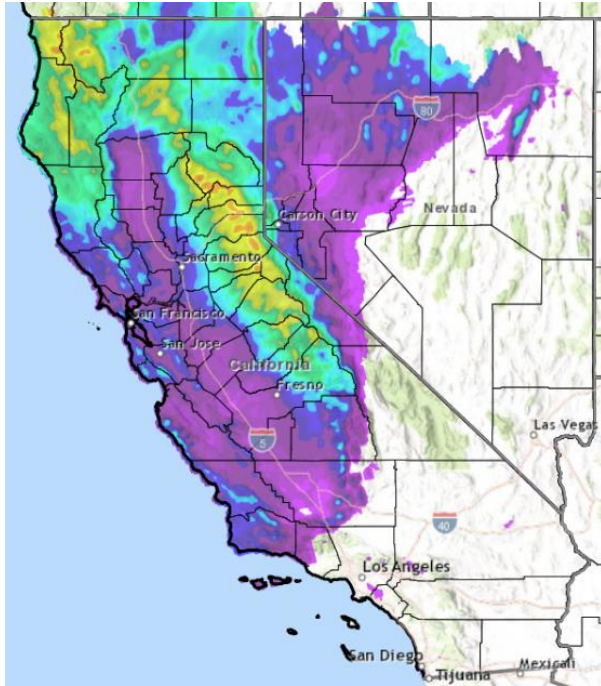 80
Nevada
Carson City
Sacramento
San Francisco
San Jose
California
Fresno
5
Las Vegas
40
Los Angeles
San Diego
Tijuana
Mexicali